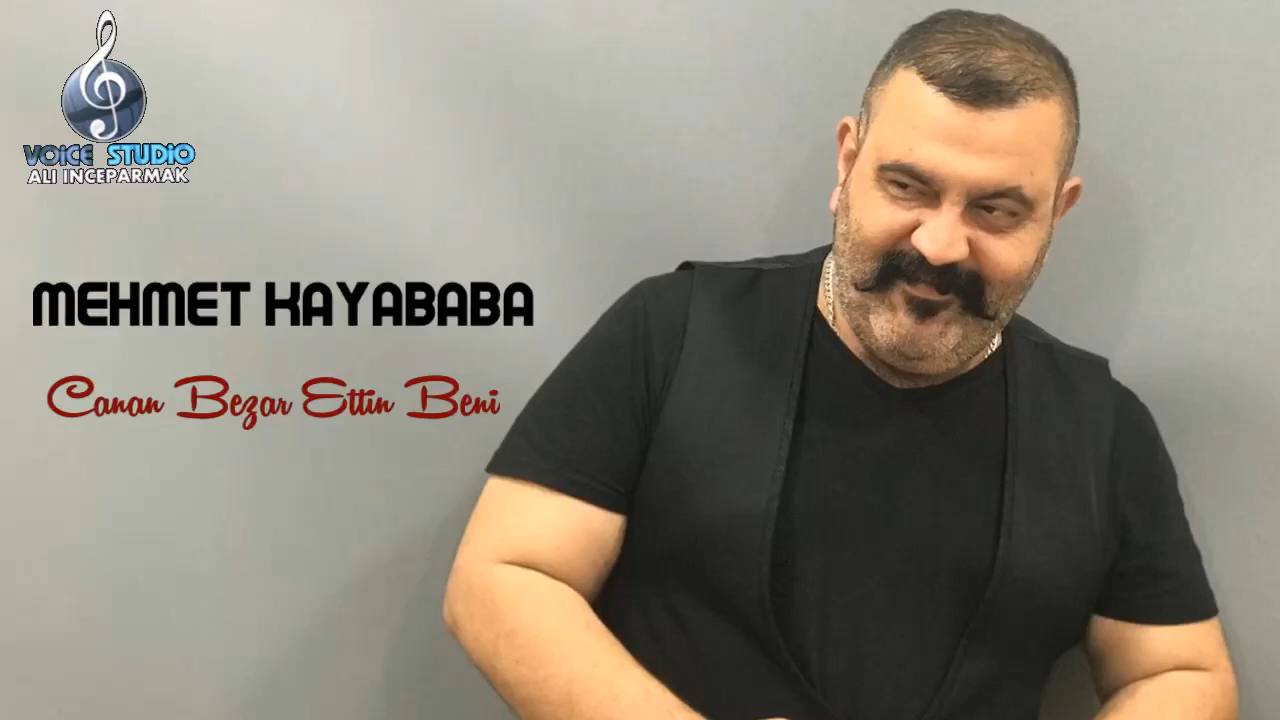 VOICE STUDIO
ALI INCEPARMAK
MEHMET KAYABABA
Canan Bezar Ettin Beni